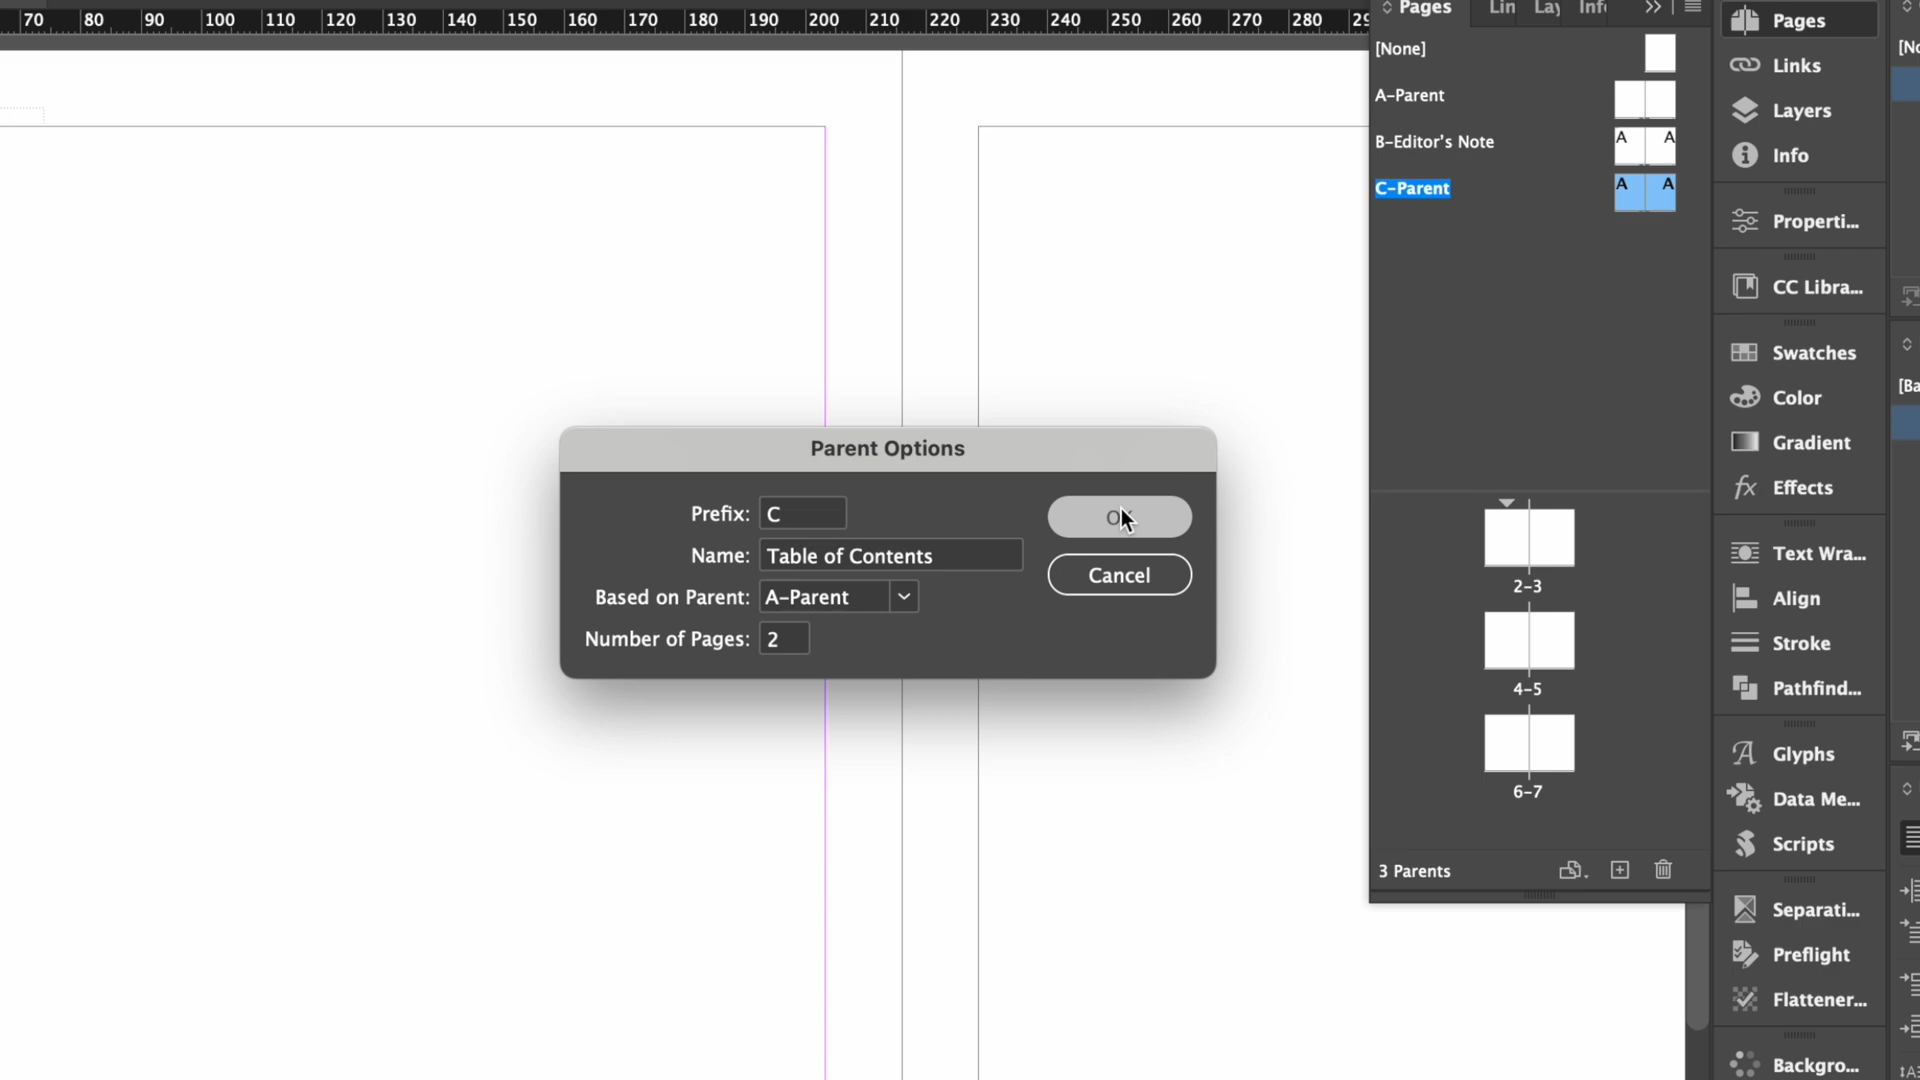 70 80 90 100 110 120 130 140 150 160 170 180 190 200 210 220 230 240 250 260 270 280
Pages
[None]
A-Parent
A A
B-Editor's Note
A A
C-Parent
Parent Options
Prefix: C
Name: Table of Contents
Based on Parent: A-Parent
Number of Pages: 2
Cancel
2-3
4-5
6-7
3 Parents
Pages
Links
Layers
Info
Properti...
CC Libra...
Swatches
Color
Gradient
fx Effects
Text Wra...
Align
Stroke
Pathfind...
Glyphs
Data Me...
Scripts
Separati...
Preflight
Flattener...
Backgro...